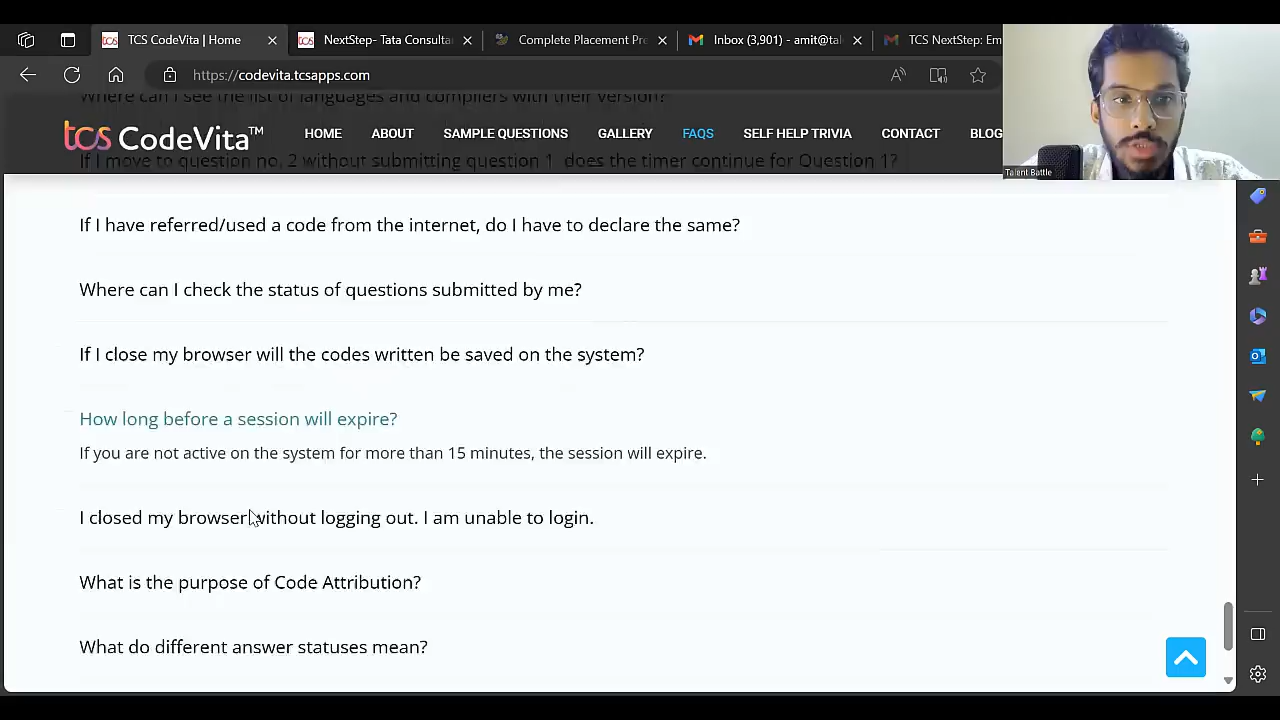 TCS CodeVita | Home
NextStep- Tata Consulta
Complete Placement Pre
Inbox (3,901) - amit@tal
TCS NextStep: Em
https://codevita.tcsapps.com
Where can I see the list of languages and compilers with their version?
tcs CodeVita™
HOME ABOUT SAMPLE QUESTIONS GALLERY FAQS SELF HELP TRIVIA CONTACT BLOG
If I move to question no. 2 without submitting question 1 does the timer continue for Question 1?
Talent Battle
If I have referred/used a code from the internet, do I have to declare the same?
Where can I check the status of questions submitted by me?
If I close my browser will the codes written be saved on the system?
How long before a session will expire?
If you are not active on the system for more than 15 minutes, the session will expire.
I closed my browser without logging out. I am unable to login.
What is the purpose of Code Attribution?
What do different answer statuses mean?